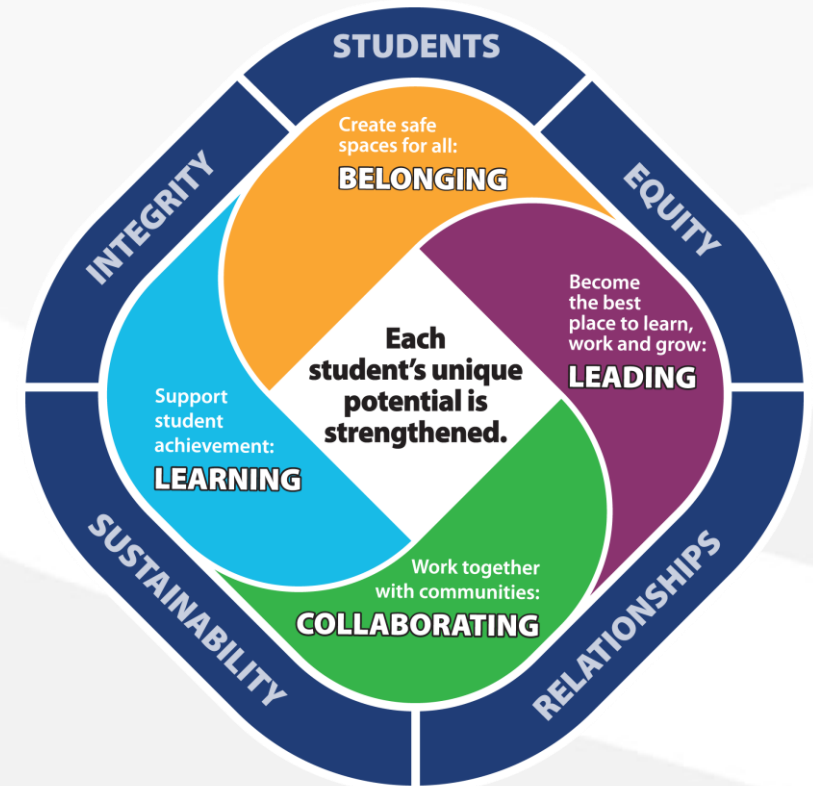 STUDENTS
EQUITY
RELATIONSHIPS
SUSTAINABILITY
INTEGRITY
Create safe
spaces for all:
BELONGING
Become
the best
place to learn,
work and grow:
LEADING
Work together
with communities:
COLLABORATING
Support
student
achievement:
LEARNING
Each
student’s unique
potential is
strengthened.